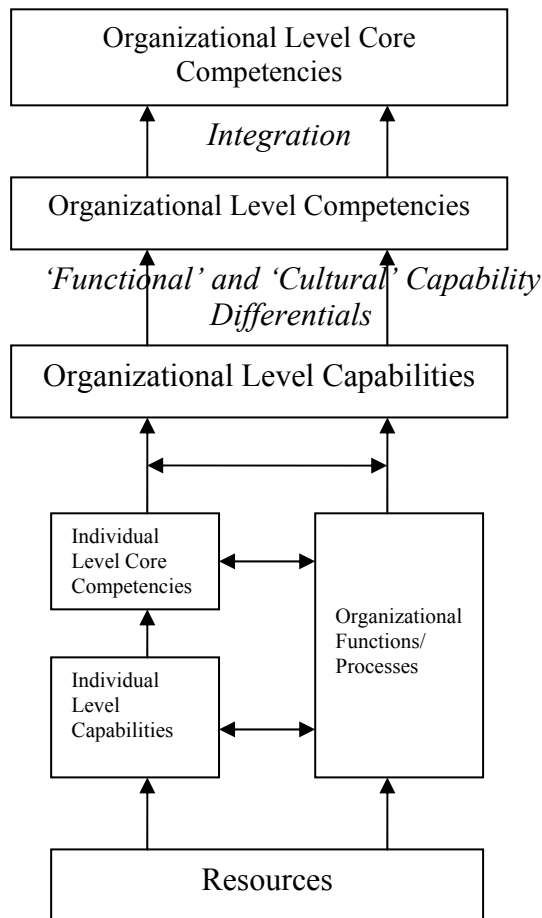 Organizational Level Core
Competencies
Integration
Organizational Level Competencies
‘Functional’ and ‘Cultural’ Capability
Differentials
Organizational Level Capabilities
Individual
Level Core
Competencies
Organizational
Functions/
Processes
Individual
Level
Capabilities
Resources